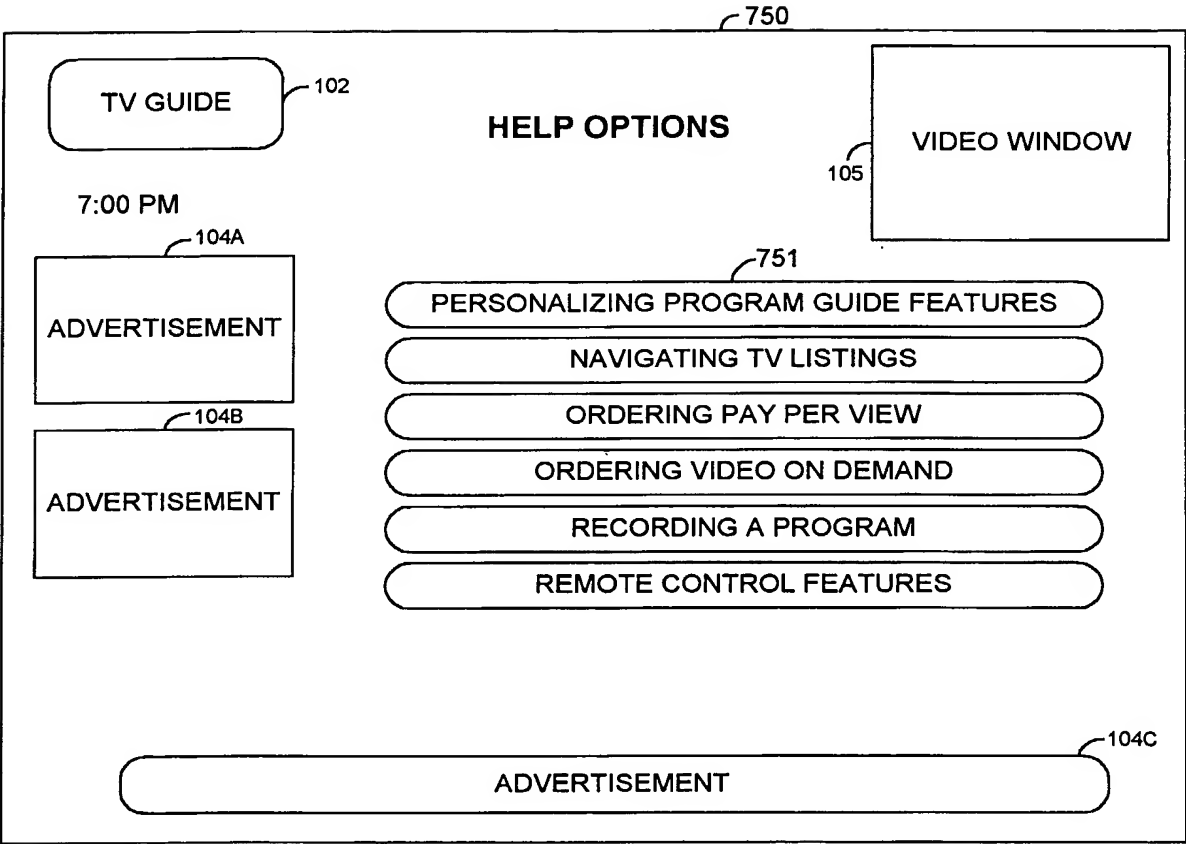 750
TV GUIDE
102
HELP OPTIONS
VIDEO WINDOW
105
7:00 PM
104A
ADVERTISEMENT
751
PERSONALIZING PROGRAM GUIDE FEATURES
NAVIGATING TV LISTINGS
104B
ADVERTISEMENT
ORDERING PAY PER VIEW
ORDERING VIDEO ON DEMAND
RECORDING A PROGRAM
REMOTE CONTROL FEATURES
104C
ADVERTISEMENT